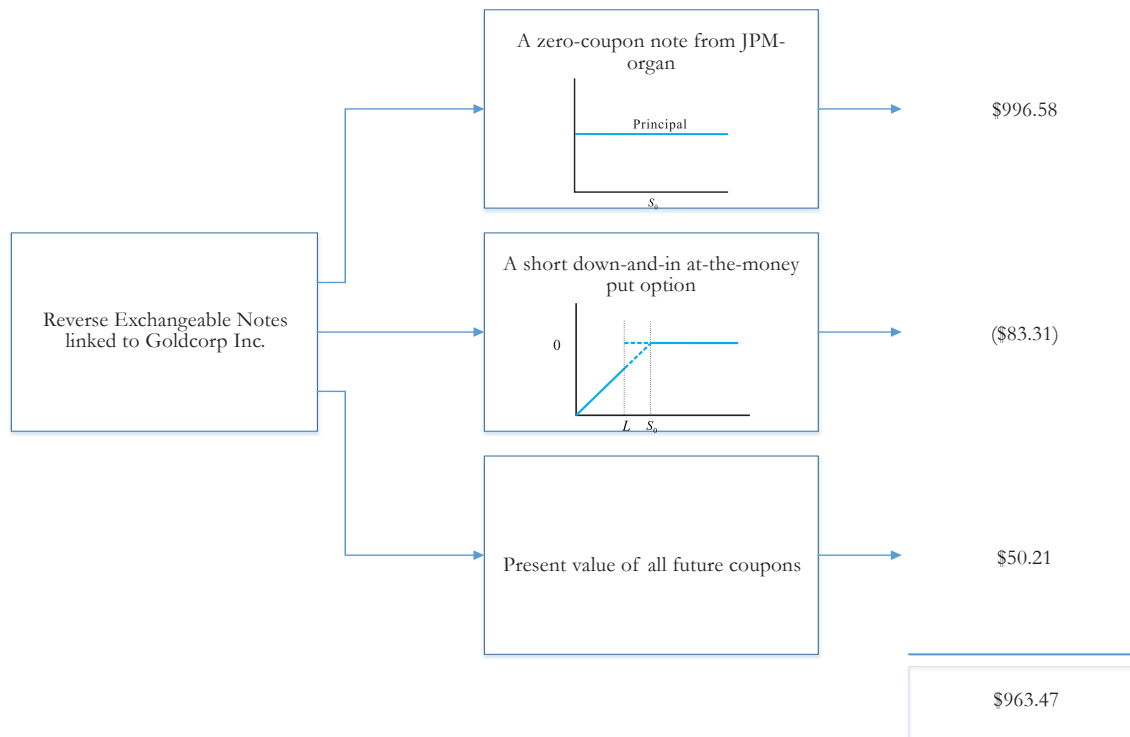 A zero-coupon note from JPM-
organ
Principal
S₀
$996.58
Reverse Exchangeable Notes
linked to Goldcorp Inc.
A short down-and-in at-the-money
put option
0
L S₀
($83.31)
Present value of all future coupons
$50.21
$963.47